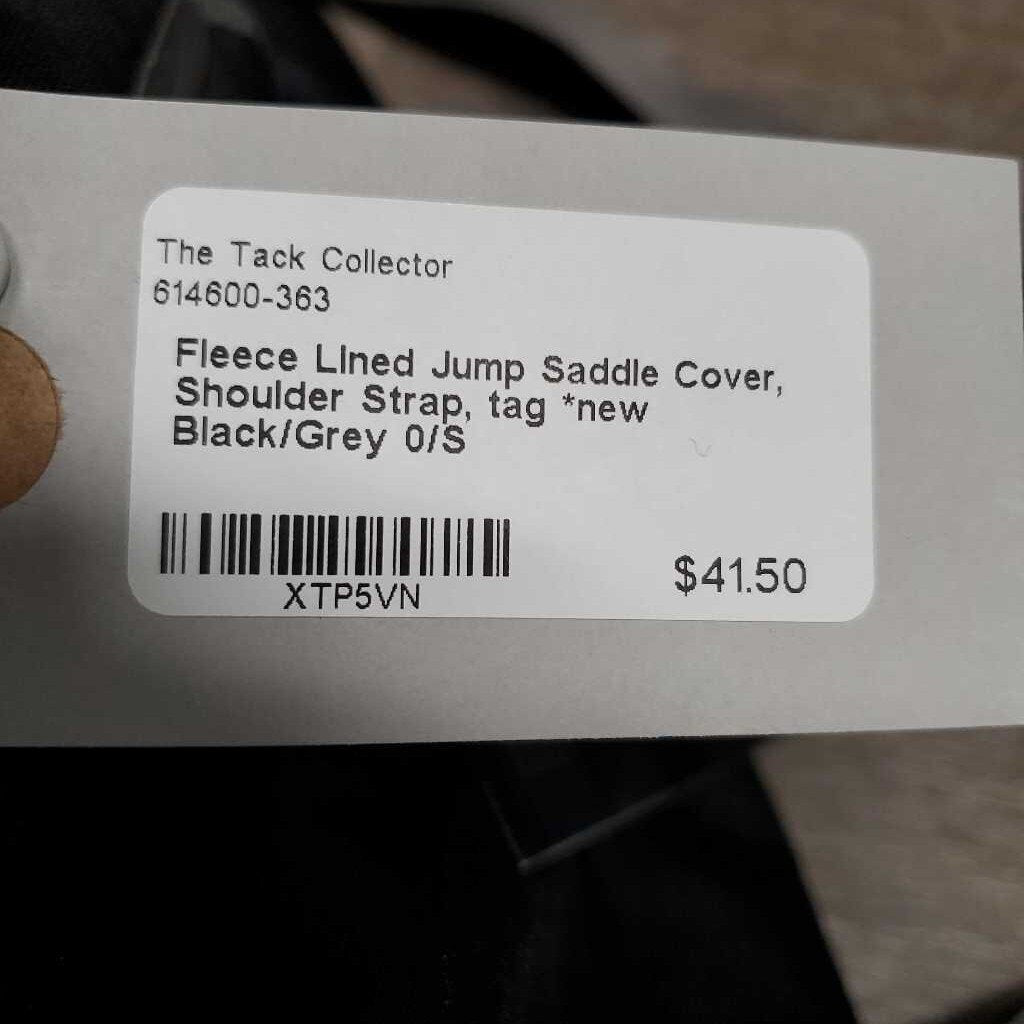 The Tack Collector
614600-363
Fleece Lined Jump Saddle Cover,
Shoulder Strap, tag *new
Black/Grey O/S
XTP5VN
$41.50